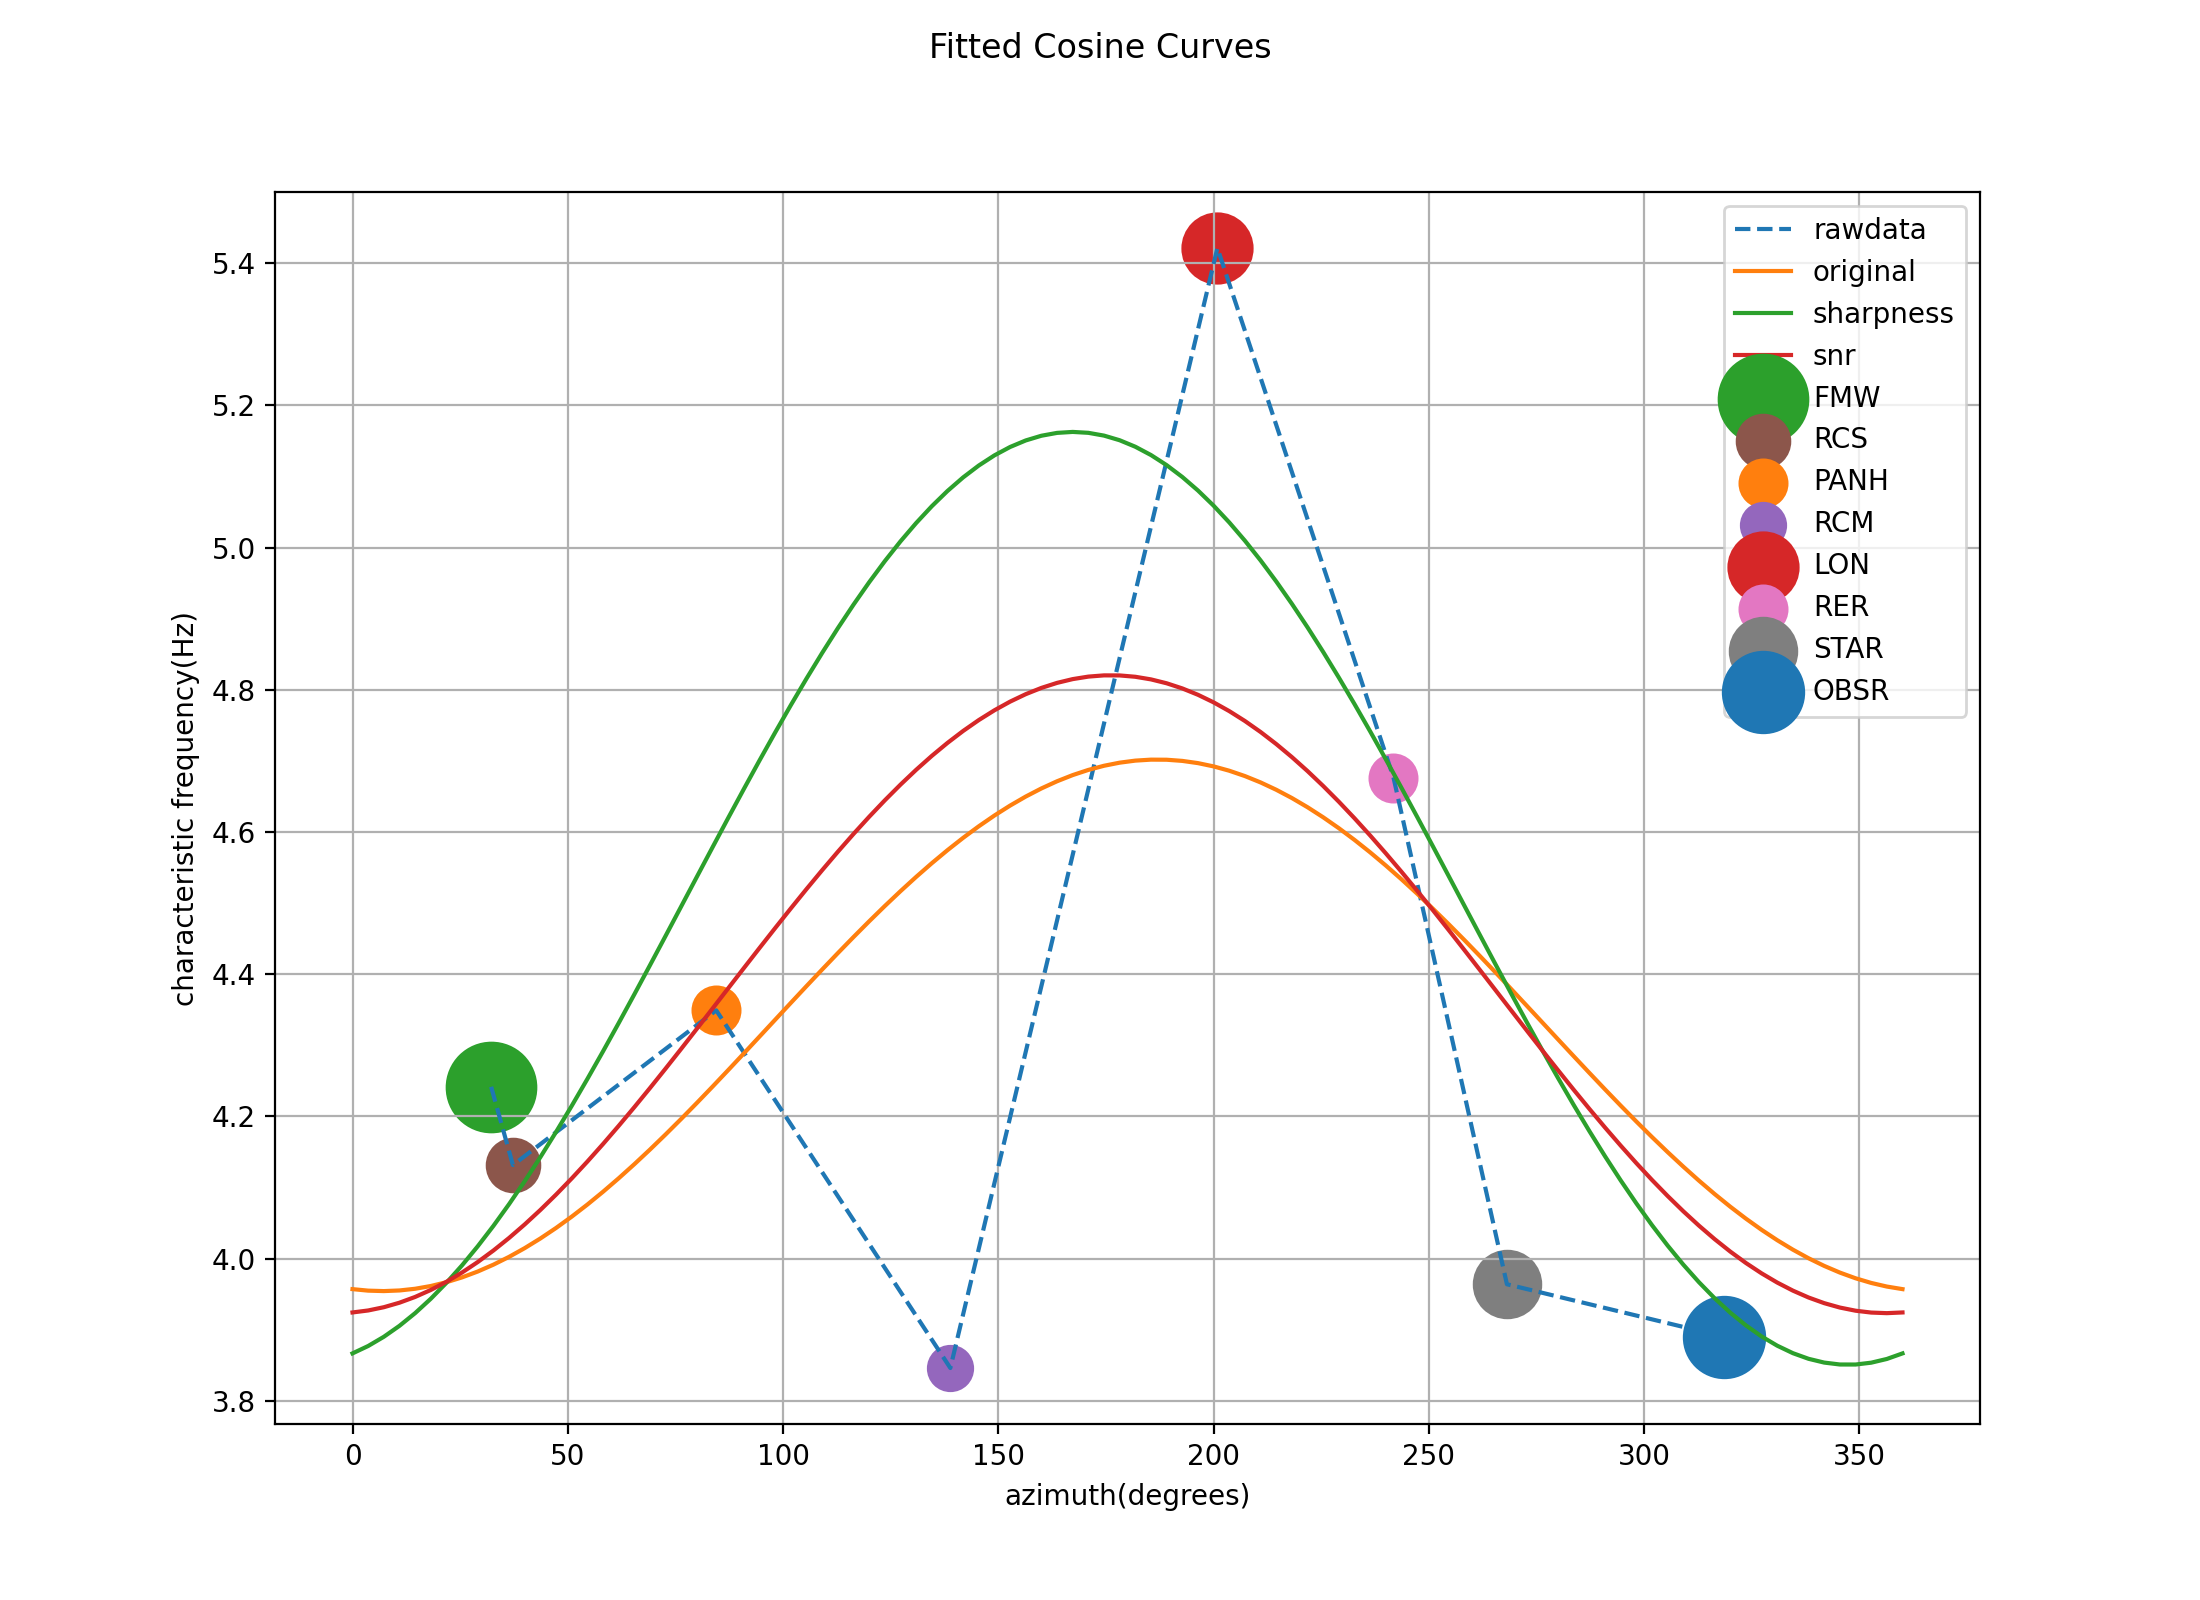 Fitted Cosine Curves
characteristic frequency(Hz)
5.4
5.2
5.0
4.8
4.6
4.4
4.2
4.0
3.8
rawdata
original
sharpness
snr
FMW
RCS
PANH
RCM
LON
RER
STAR
OBSR
0 50 100 150 200 250 300 350
azimuth(degrees)